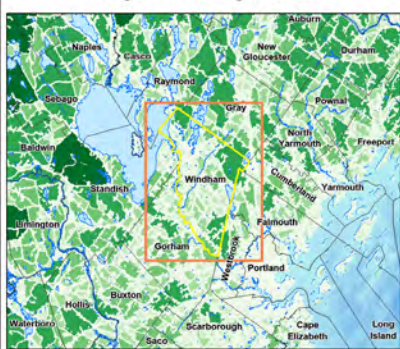 Auburn
Naples
New
Gloucester
Durham
Casco
Raymond
Sebago
Gray
Pownal
North
Yarmouth
Freeport
Baldwin
Windham
Cumberland
Yarmouth
Standish
Limington
Falmouth
Gorham
Westbrook
Portland
Buxton
Hollis
Waterboro
Scarborough
Cape
Elizabeth
Long
Island
Saco